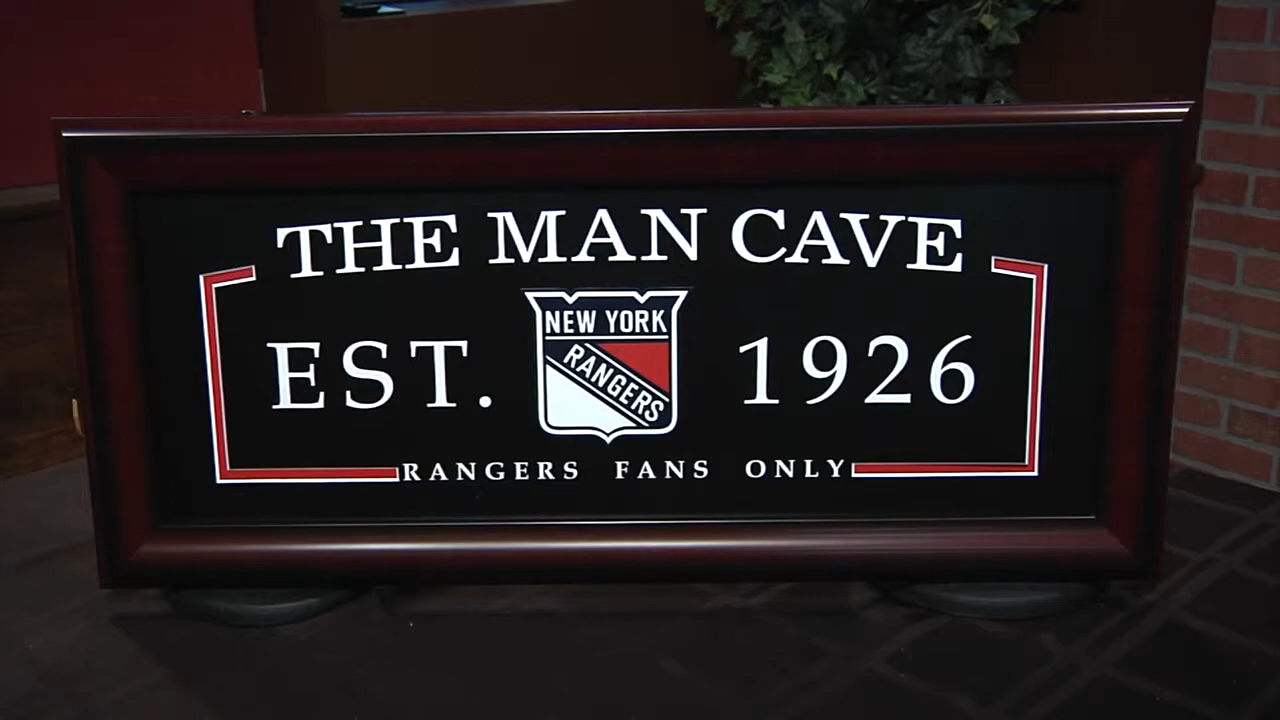 THE MAN CAVE
EST. 1926
NEW YORK
RANGERS
RANGERS FANS ONLY